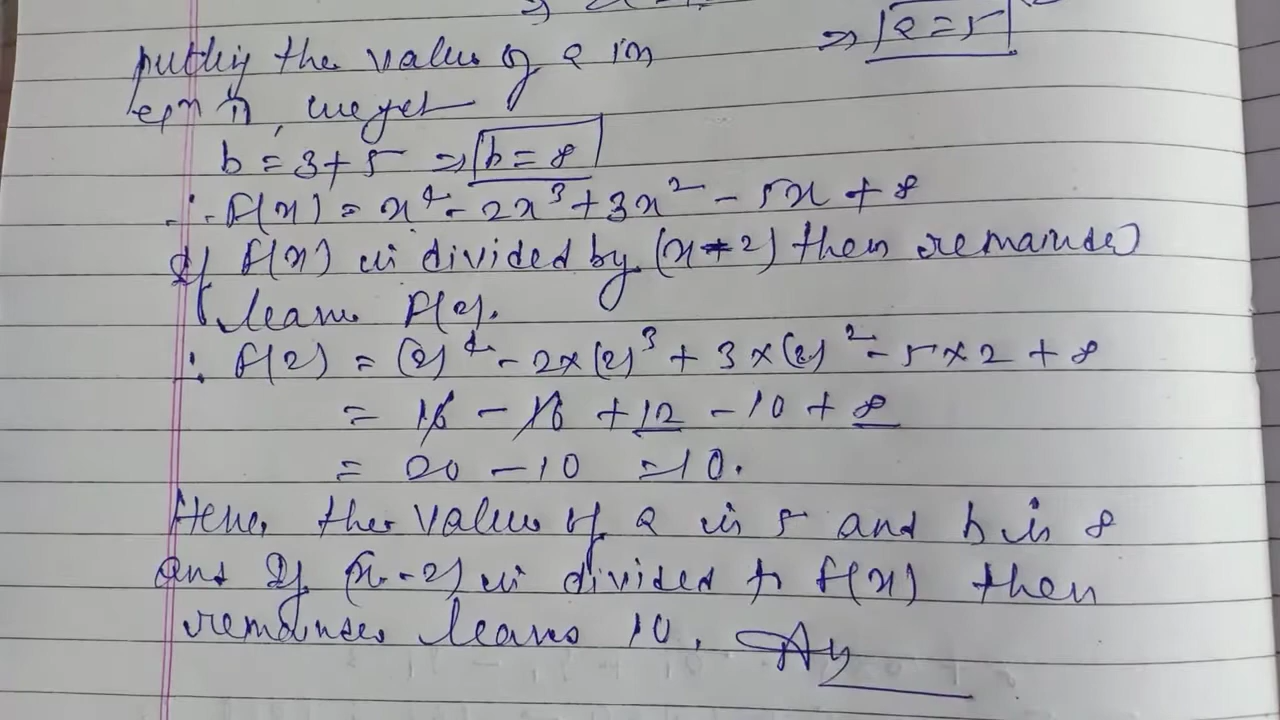 ⇒ a = 5
putting the value of a in
eqn ii, we get
b = 3 + 5 ⇒ b = 8
∴ f(x) = x⁴ - 2x³ + 3x² - 5x + 8
If f(x) is divided by (x - 2) then remainder
leaves f(2).
∴ f(2) = (2)⁴ - 2×(2)³ + 3×(2)² - 5×2 + 8
= 16 - 16 + 12 - 10 + 8
= 20 - 10 = 10.
Hence, the value of a is 5 and b is 8
and If (x - 2) is divided to f(x) then
remainder leaves 10. Ans